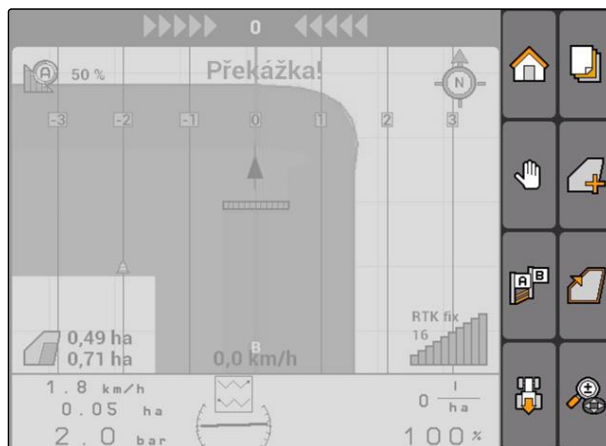 0
50 %
Překážka!
N
A
-3 -2 -1 0 1 2 3
A B
RTK fix
16
0,49 ha
0,71 ha
0,0 km/h
B
1.8 km/h
0.05 ha
2.0 bar
0 l/ha
100 %